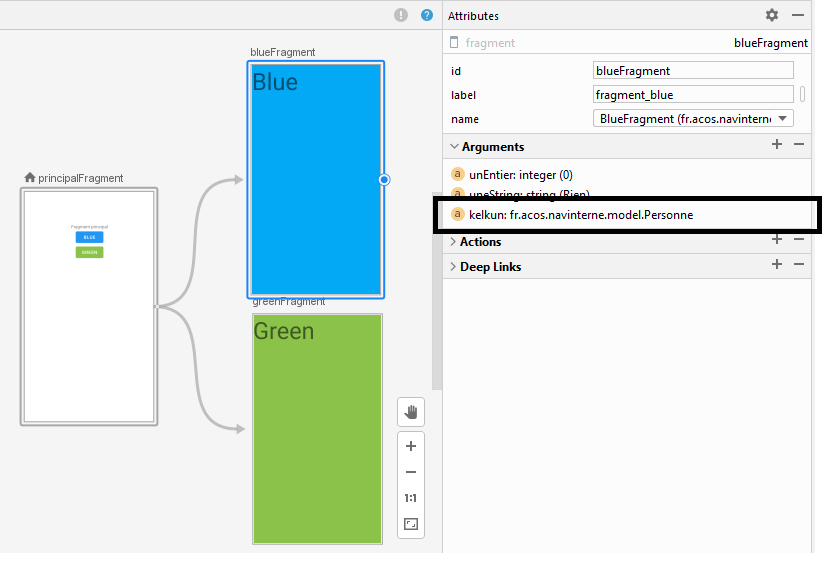 Attributes
blueFragment
fragment
blueFragment
Blue
id
blueFragment
label
fragment_blue
name
BlueFragment (fr.acos.navintern
Arguments
unEntier: integer (0)
uneString: string (Rien)
kelkun: fr.acos.navinterne.model.Personne
Actions
Deep Links
principalFragment
Fragment principal
BLUE
GREEN
greenFragment
Green
1:1